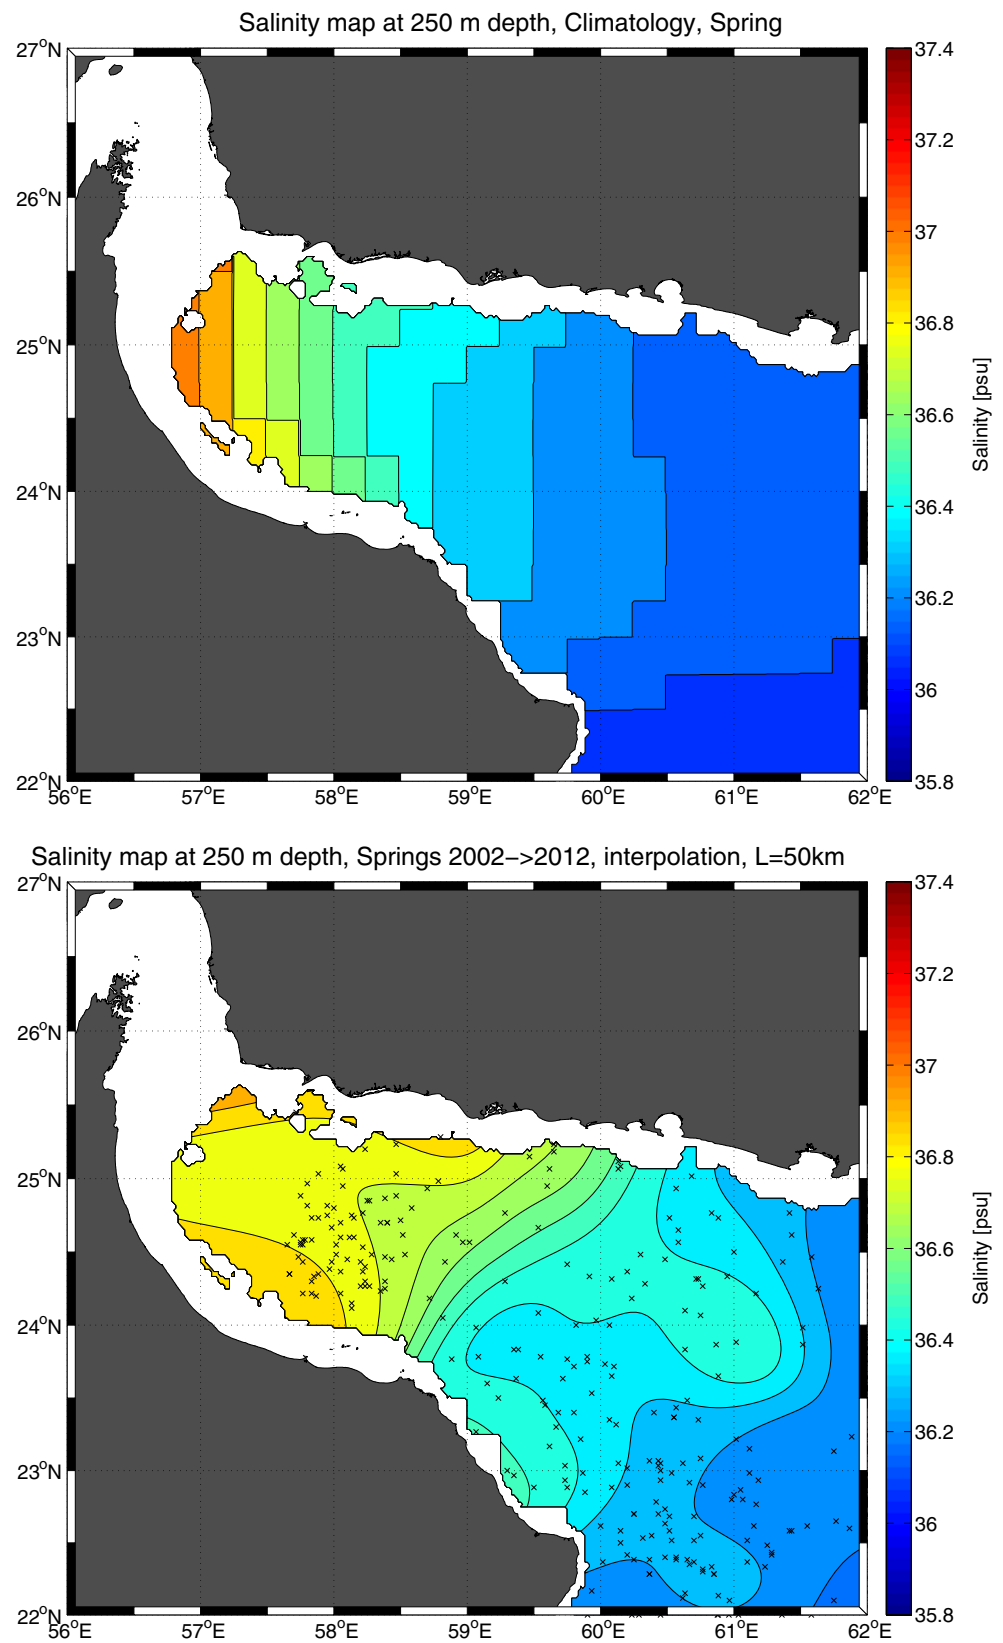 Salinity map at 250 m depth, Climatology, Spring
27°N
26°N
25°N
24°N
23°N
22°N
56°E 57°E 58°E 59°E 60°E 61°E 62°E
37.4
37.2
37
36.8
36.6
36.4
36.2
36
35.8
Salinity [psu]
Salinity map at 250 m depth, Springs 2002−>2012, interpolation, L=50km
27°N
26°N
25°N
24°N
23°N
22°N
56°E 57°E 58°E 59°E 60°E 61°E 62°E
37.4
37.2
37
36.8
36.6
36.4
36.2
36
35.8
Salinity [psu]